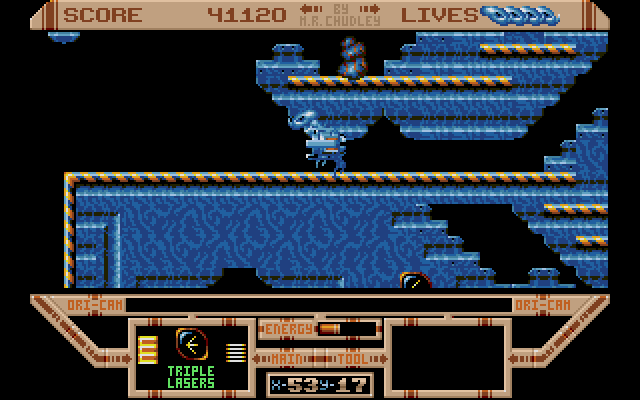 SCORE 41120 BY LIVES
M.R.CHUDLEY
ORI-CAM ORI-CAM
ENERGY
MAIN TOOL
TRIPLE
LASERS
X-53Y-17